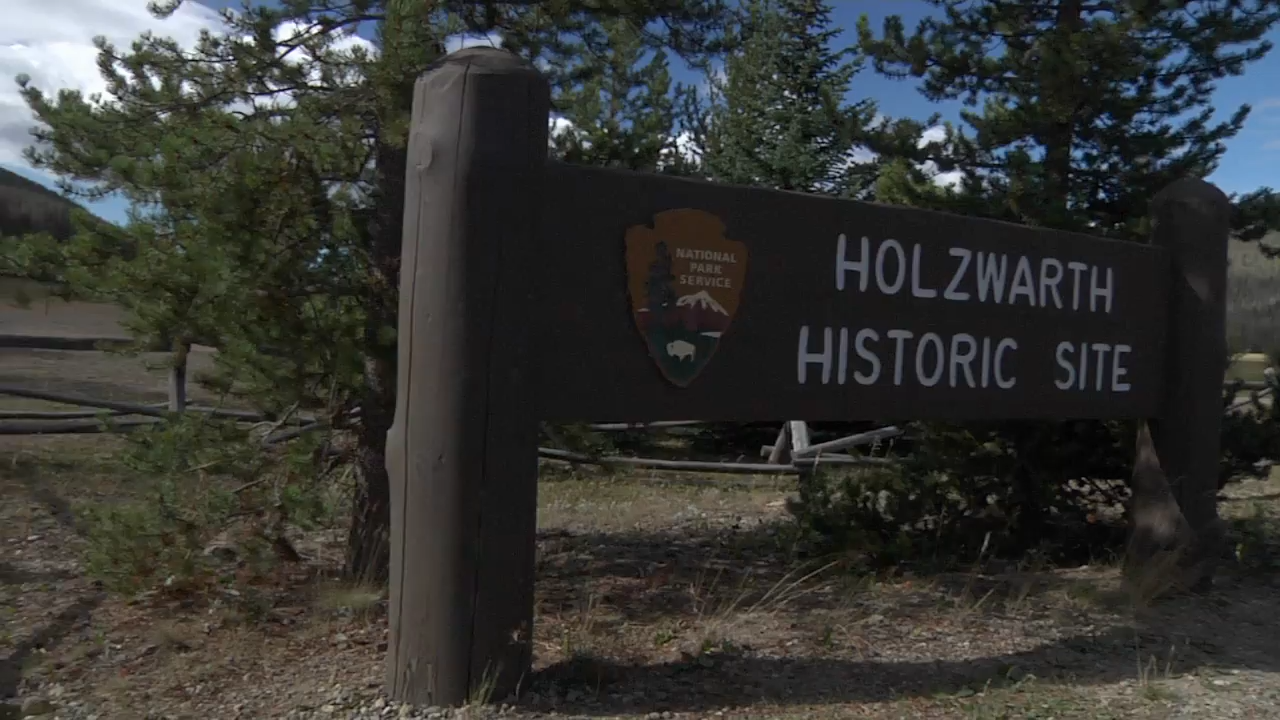 NATIONAL
PARK
SERVICE
HOLZWARTH
HISTORIC SITE